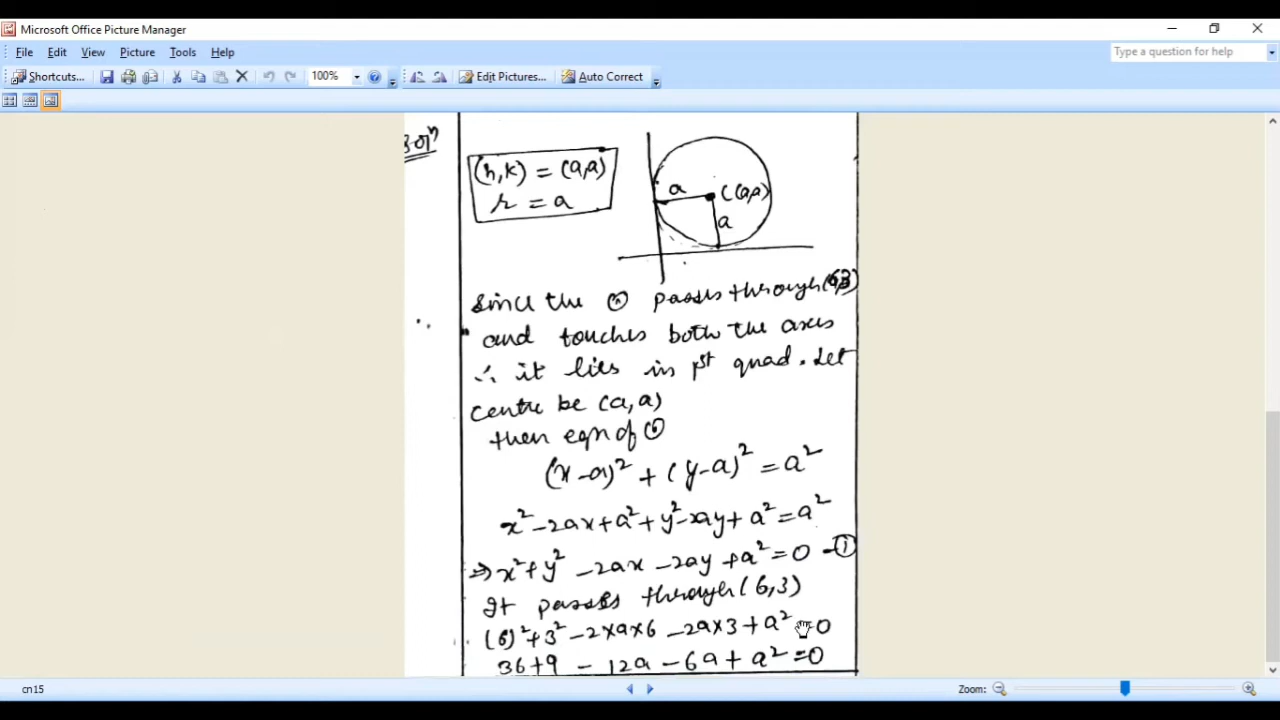 Microsoft Office Picture Manager
File Edit View Picture Tools Help
Type a question for help
Shortcuts... 100% Edit Pictures... Auto Correct
(h,k) = (a,a)
r = a
a C(a,a)
a
Since the ⊙ passes through (6,3)
and touches both the axes
∴ it lies in 1st quad. Let
centre be (a, a)
then eqn of ⊙
(x-a)² + (y-a)² = a²
x² - 2ax + a² + y² - 2ay + a² = a²
⇒ x² + y² - 2ax - 2ay + a² = 0 - ①
It passes through (6,3)
(6)² + 3² - 2×a×6 - 2a×3 + a² = 0
36+9 - 12a - 6a + a² = 0
cn15 Zoom: